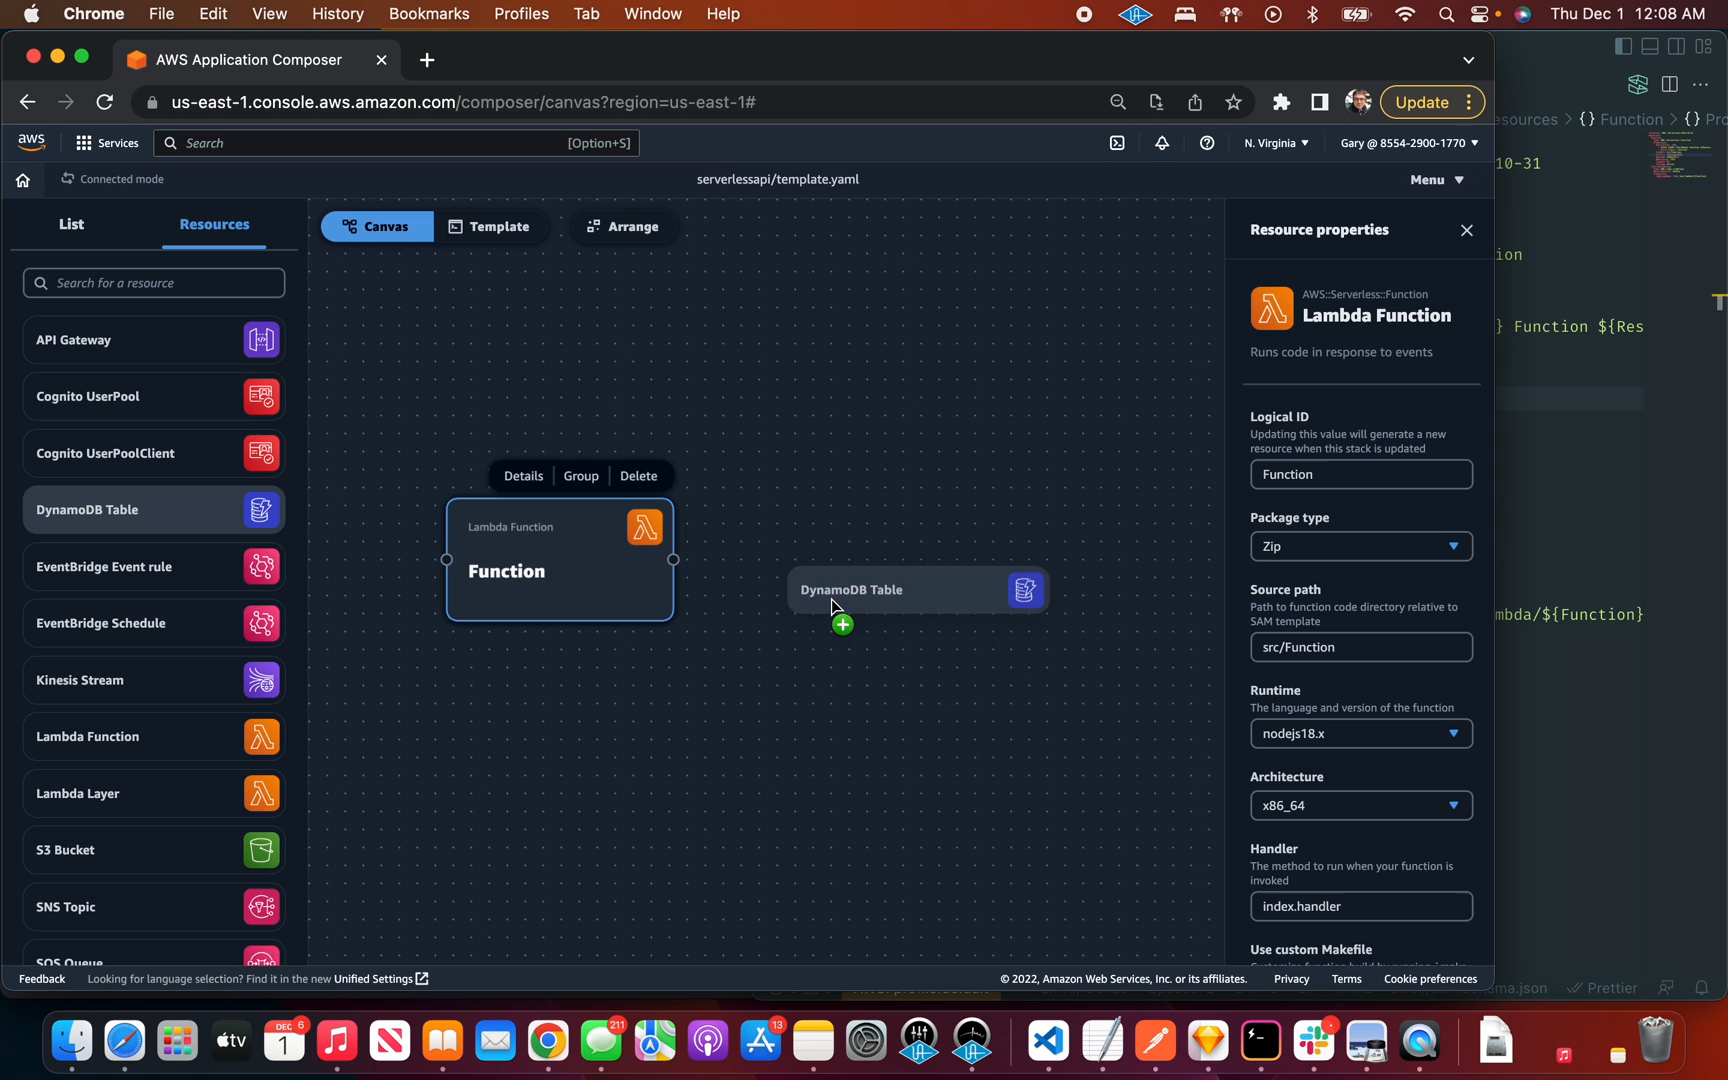 Chrome File Edit View History Bookmarks Profiles Tab Window Help
Thu Dec 1 12:08 AM
AWS Application Composer
us-east-1.console.aws.amazon.com/composer/canvas?region=us-east-1#
Update
aws
Services
Search
[Option+S]
N. Virginia
Gary @ 8554-2900-1770
Connected mode
serverlessapi/template.yaml
Menu
List
Resources
Canvas
Template
Arrange
Search for a resource
API Gateway
Cognito UserPool
Cognito UserPoolClient
DynamoDB Table
EventBridge Event rule
EventBridge Schedule
Kinesis Stream
Lambda Function
Lambda Layer
S3 Bucket
SNS Topic
SQS Queue
Details
Group
Delete
Lambda Function
Function
DynamoDB Table
Resource properties
AWS::Serverless::Function
Lambda Function
Runs code in response to events
Logical ID
Updating this value will generate a new
resource when this stack is updated
Function
Package type
Zip
Source path
Path to function code directory relative to
SAM template
src/Function
Runtime
The language and version of the function
nodejs18.x
Architecture
x86_64
Handler
The method to run when your function is
invoked
index.handler
Use custom Makefile
Feedback
Looking for language selection? Find it in the new Unified Settings
© 2022, Amazon Web Services, Inc. or its affiliates.
Privacy
Terms
Cookie preferences
esources > {} Function > {} Pro
10-31
ion
} Function ${Res
mbda/${Function}
ema.json
Prettier
tv
DEC
1
6
211
13